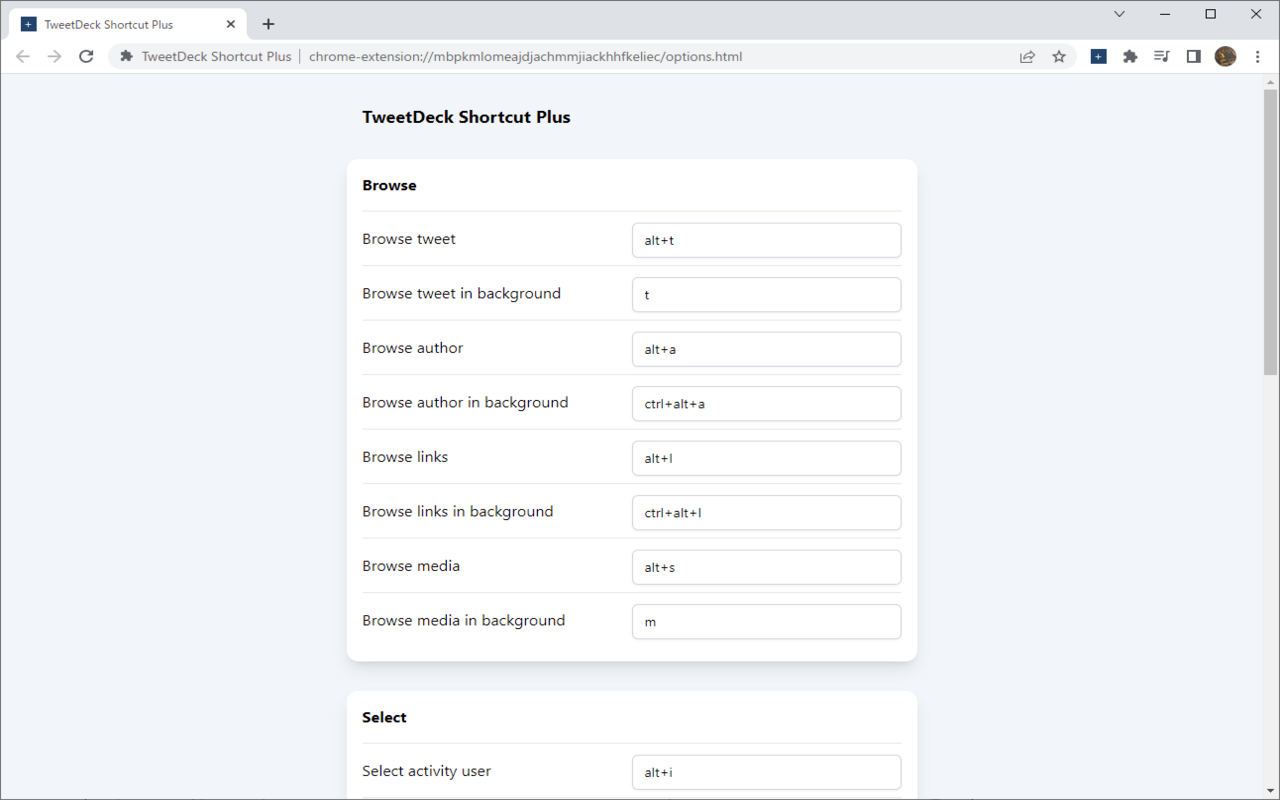 TweetDeck Shortcut Plus
TweetDeck Shortcut Plus | chrome-extension://mbpkmlomeajdjachmmjiackhhfkeliec/options.html
TweetDeck Shortcut Plus
Browse
Browse tweet alt+t
Browse tweet in background t
Browse author alt+a
Browse author in background ctrl+alt+a
Browse links alt+l
Browse links in background ctrl+alt+l
Browse media alt+s
Browse media in background m
Select
Select activity user alt+i